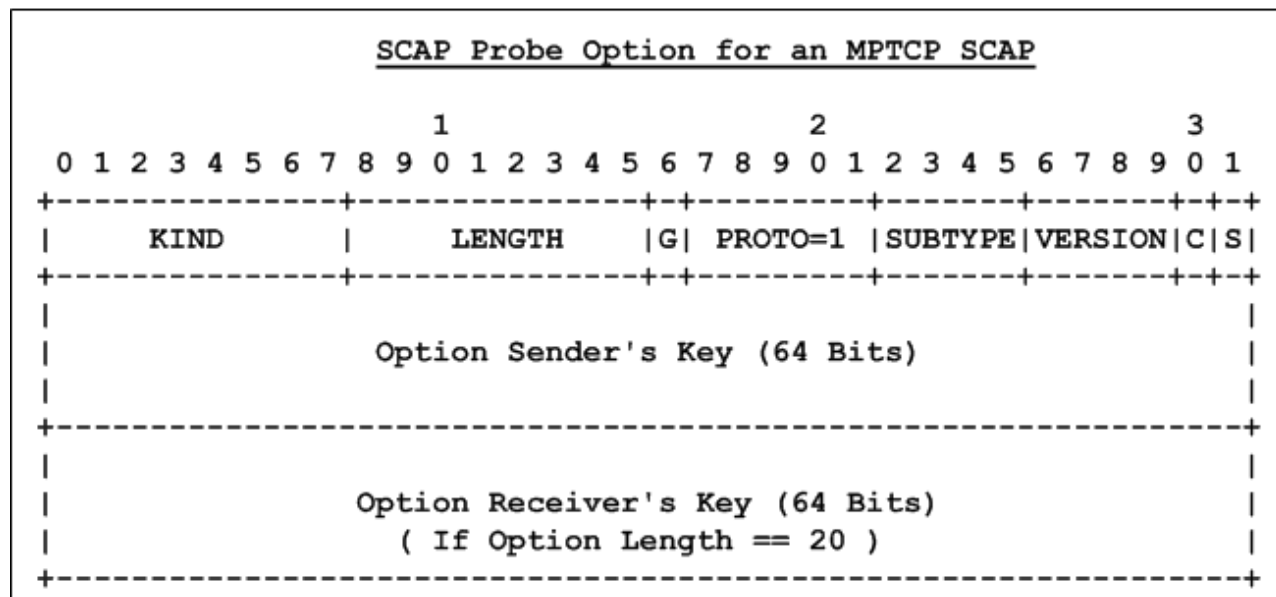 SCAP Probe Option for an MPTCP SCAP
1 2 3
0 1 2 3 4 5 6 7 8 9 0 1 2 3 4 5 6 7 8 9 0 1 2 3 4 5 6 7 8 9 0 1
+---------------+---------------+-+---------+-------+-------+-+-+
| KIND | LENGTH |G| PROTO=1 |SUBTYPE|VERSION|C|S|
+---------------+---------------+-+---------+-------+-------+-+-+
| |
| Option Sender's Key (64 Bits) |
| |
+---------------------------------------------------------------+
| |
| Option Receiver's Key (64 Bits) |
| ( If Option Length == 20 ) |
+---------------------------------------------------------------+